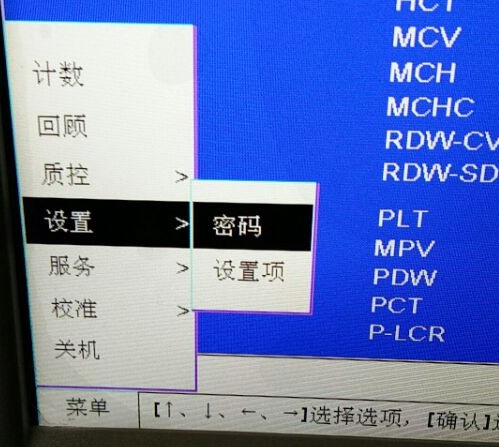 HCT
MCV
MCH
MCHC
RDW-CV
RDW-SD
PLT
MPV
PDW
PCT
P-LCR
计数
回顾
质控 >
设置 >
服务 >
校准 >
关机
密码
设置项
菜单
[↑、↓、←、→]选择选项，[确认]